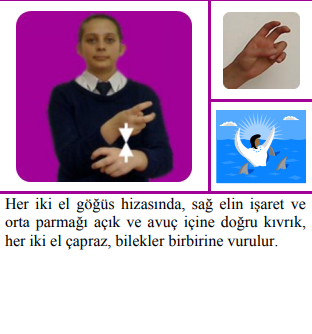 Her iki el göğüs hizasında, sağ elin işaret ve
orta parmağı açık ve avuç içine doğru kıvrık,
her iki el çapraz, bilekler birbirine vurulur.